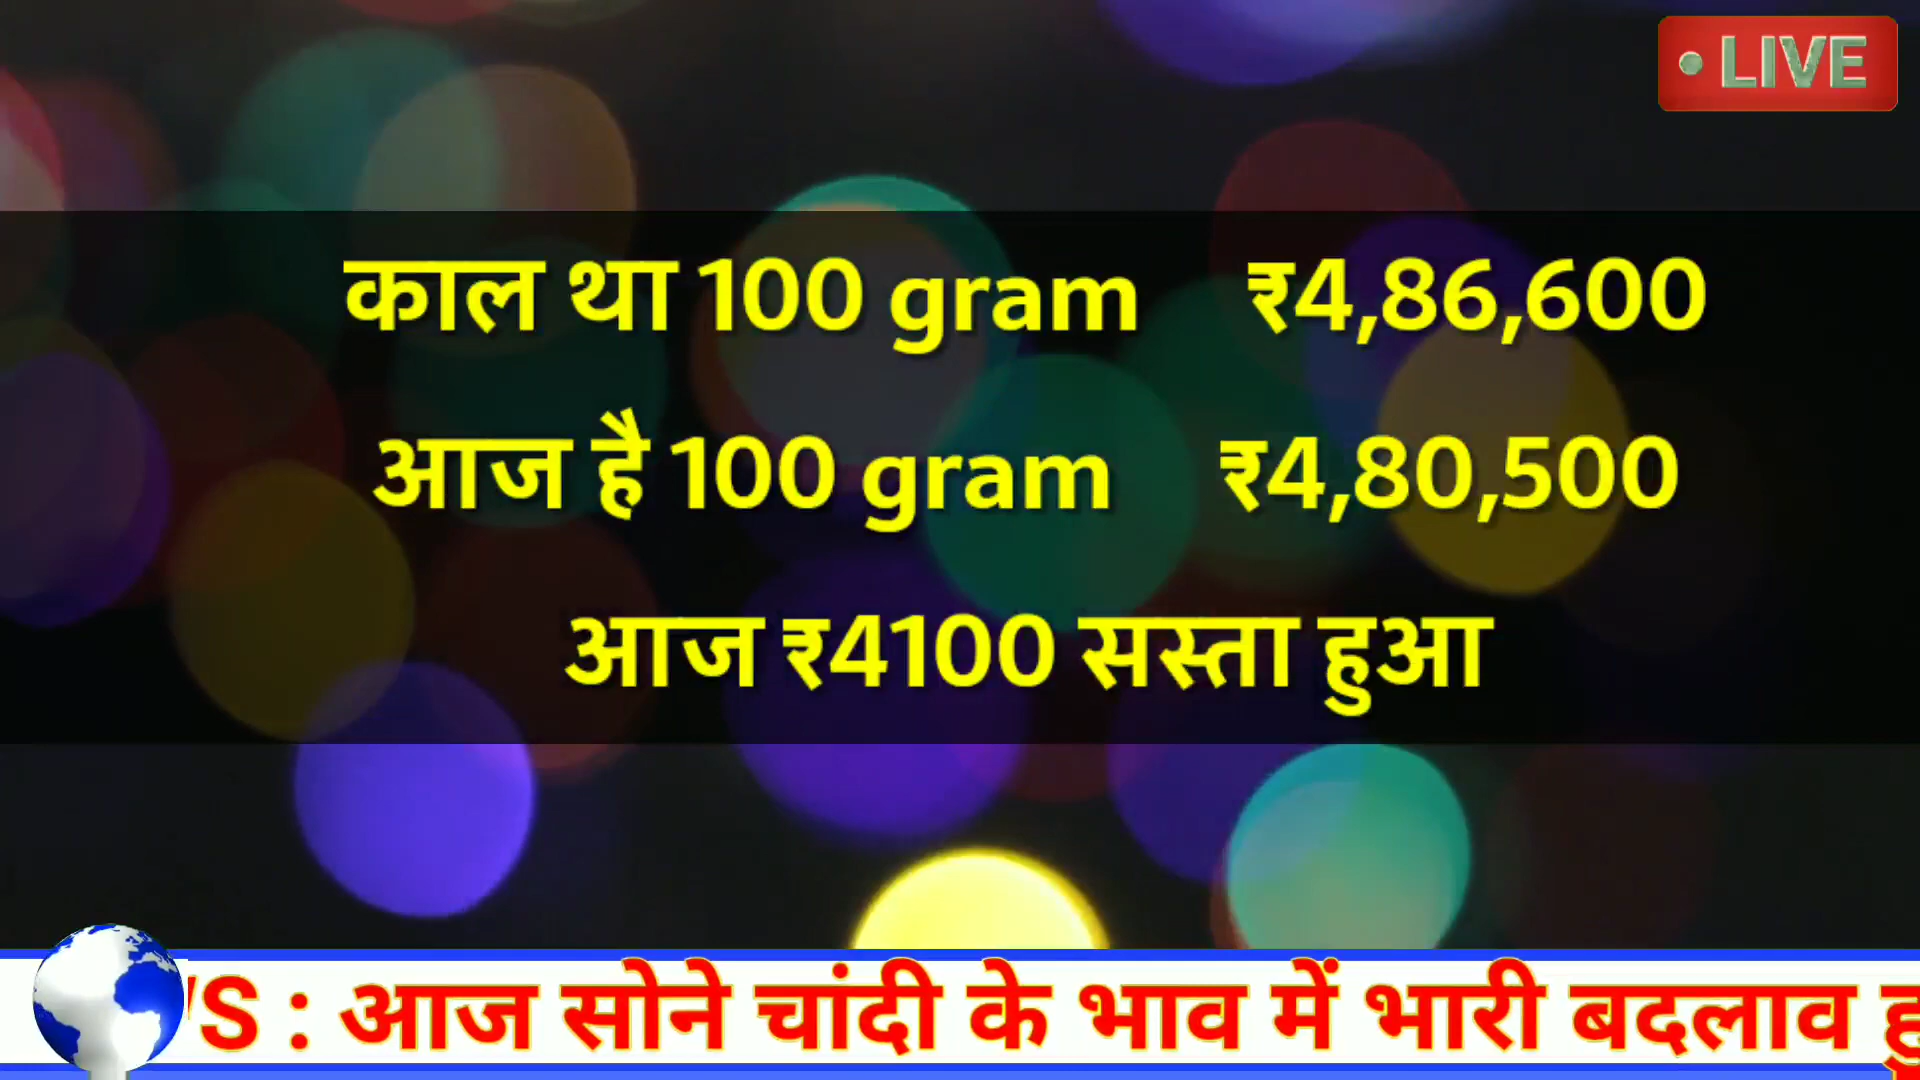 LIVE
काल था 100 gram ₹4,86,600
आज है 100 gram ₹4,80,500
आज ₹4100 सस्ता हुआ
S : आज सोने चांदी के भाव में भारी बदलाव